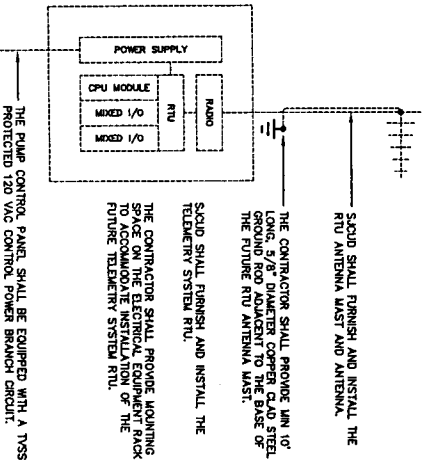 POWER SUPPLY
CPU MODULE
MIXED I/O
MIXED I/O
RTU
RADIO
SJCUD SHALL FURNISH AND INSTALL THE
RTU ANTENNA MAST AND ANTENNA.
THE CONTRACTOR SHALL PROVIDE MIN 10'
LONG, 5/8" DIAMETER COPPER CLAD STEEL
GROUND ROD ADJACENT TO THE BASE OF
THE FUTURE RTU ANTENNA MAST.
SJCUD SHALL FURNISH AND INSTALL THE
TELEMETRY SYSTEM RTU.
THE CONTRACTOR SHALL PROVIDE MOUNTING
SPACE ON THE ELECTRICAL EQUIPMENT RACK
TO ACCOMMODATE INSTALLATION OF THE
FUTURE TELEMETRY SYSTEM RTU.
THE PUMP CONTROL PANEL SHALL BE EQUIPPED WITH A TVSS
PROTECTED 120 VAC CONTROL POWER BRANCH CIRCUIT.